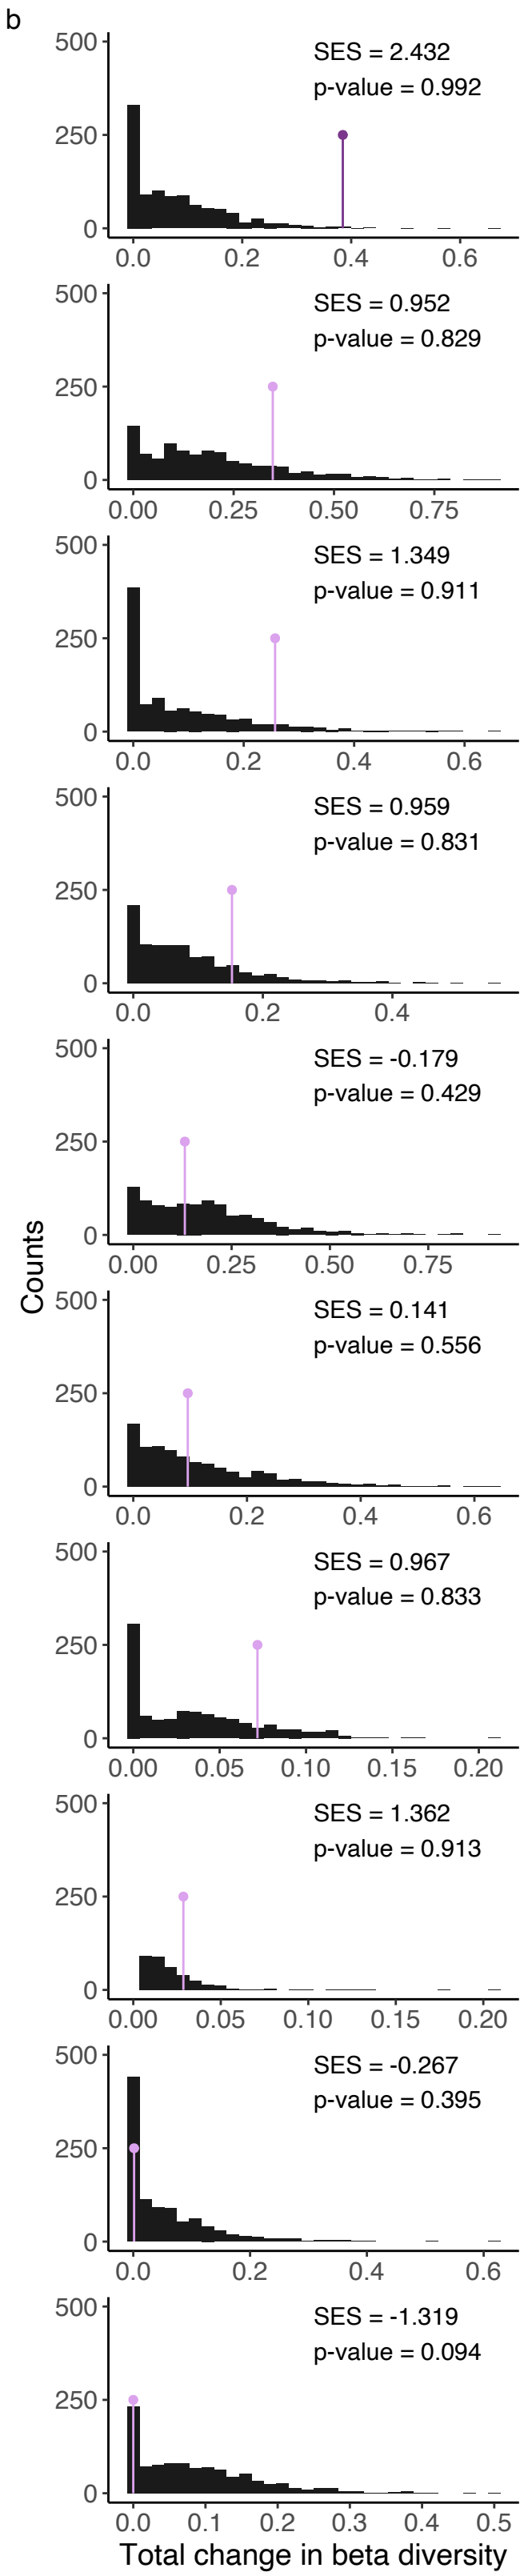 b
500
SES = 2.432
p-value = 0.992
250
0
0.0 0.2 0.4 0.6
500
SES = 0.952
p-value = 0.829
250
0
0.00 0.25 0.50 0.75
500
SES = 1.349
p-value = 0.911
250
0
0.0 0.2 0.4 0.6
500
SES = 0.959
p-value = 0.831
250
0
0.0 0.2 0.4
500
SES = -0.179
p-value = 0.429
250
0
0.00 0.25 0.50 0.75
Counts
500
SES = 0.141
p-value = 0.556
250
0
0.0 0.2 0.4 0.6
500
SES = 0.967
p-value = 0.833
250
0
0.00 0.05 0.10 0.15 0.20
500
SES = 1.362
p-value = 0.913
250
0
0.00 0.05 0.10 0.15 0.20
500
SES = -0.267
p-value = 0.395
250
0
0.0 0.2 0.4 0.6
500
SES = -1.319
p-value = 0.094
250
0
0.0 0.1 0.2 0.3 0.4 0.5
Total change in beta diversity